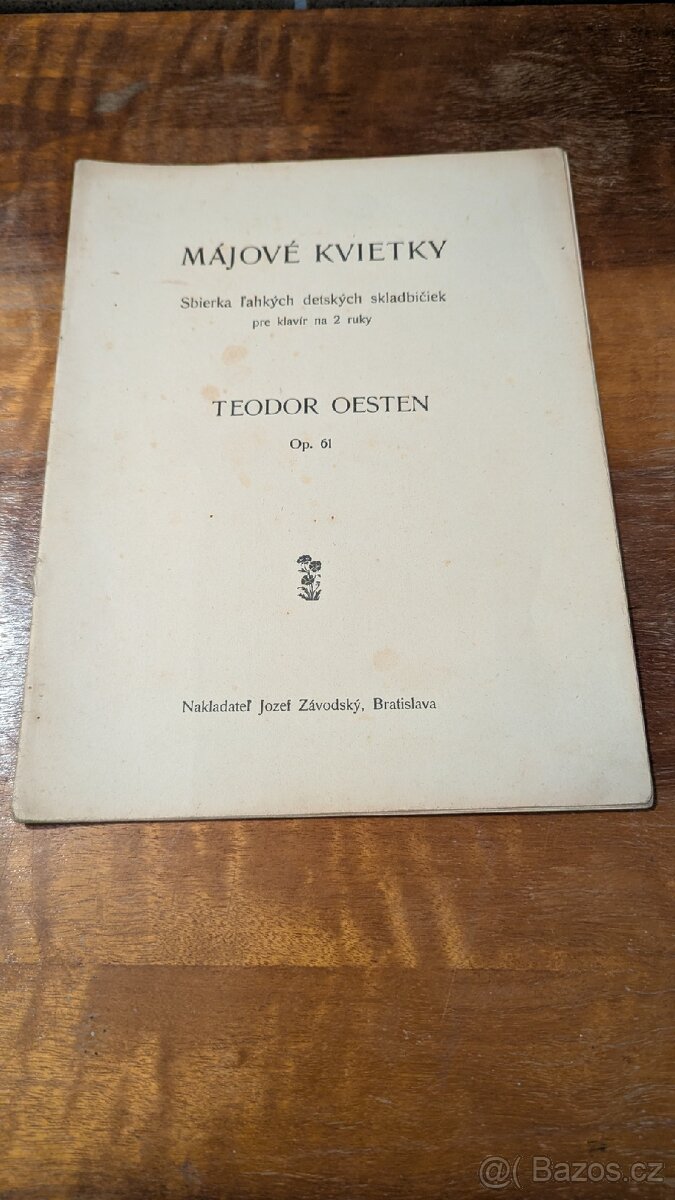 MÁJOVÉ KVIETKY
Sbierka ľahkých detských skladbičiek
pre klavír na 2 ruky
TEODOR OESTEN
Op. 61
Nakladateľ Jozef Závodský, Bratislava
@( Bazos.cz